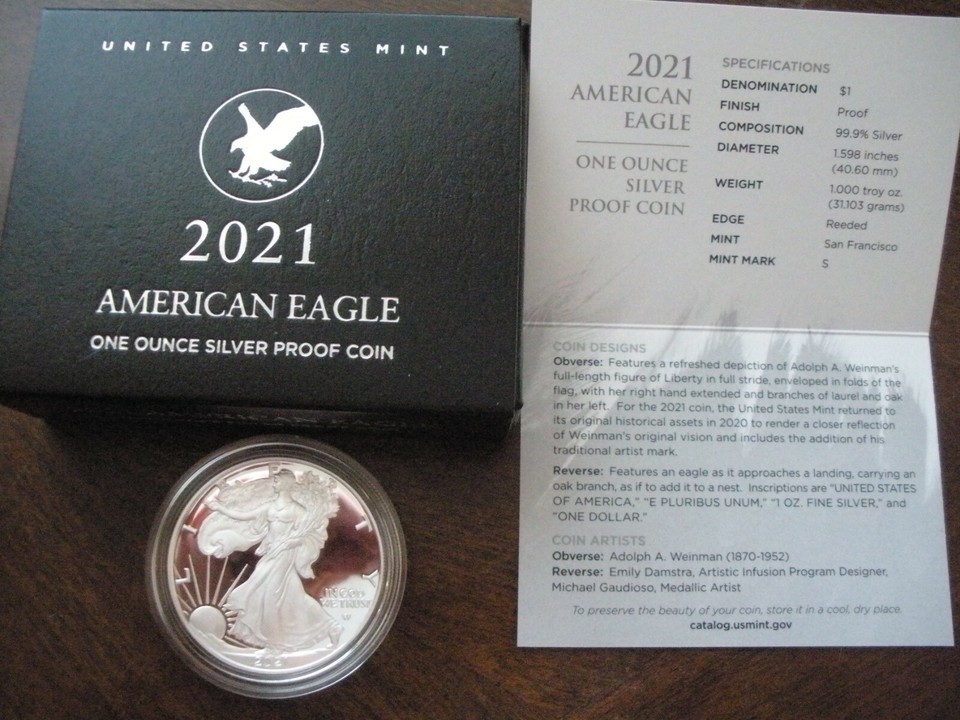 UNITED STATES MINT
2021
AMERICAN EAGLE
ONE OUNCE SILVER PROOF COIN
2021
AMERICAN
EAGLE
ONE OUNCE
SILVER
PROOF COIN
SPECIFICATIONS
DENOMINATION $1
FINISH Proof
COMPOSITION 99.9% Silver
DIAMETER 1.598 inches
(40.60 mm)
WEIGHT 1.000 troy oz.
(31.103 grams)
EDGE Reeded
MINT San Francisco
MINT MARK S
COIN DESIGNS
Obverse: Features a refreshed depiction of Adolph A. Weinman's
full-length figure of Liberty in full stride, enveloped in folds of the
flag, with her right hand extended and branches of laurel and oak
in her left. For the 2021 coin, the United States Mint returned to
its original historical assets in 2020 to render a closer reflection
of Weinman's original vision and includes the addition of his
traditional artist mark.
Reverse: Features an eagle as it approaches a landing, carrying an
oak branch, as if to add it to a nest. Inscriptions are "UNITED STATES
OF AMERICA," "E PLURIBUS UNUM," "1 OZ. FINE SILVER," and
"ONE DOLLAR."
COIN ARTISTS
Obverse: Adolph A. Weinman (1870-1952)
Reverse: Emily Damstra, Artistic Infusion Program Designer,
Michael Gaudioso, Medallic Artist
To preserve the beauty of your coin, store it in a cool, dry place.
catalog.usmint.gov
IN GOD
WE TRUST
2021